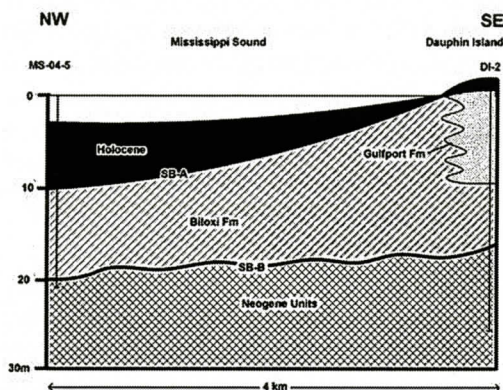 NW SE
Mississippi Sound Dauphin Island
MS-04-5 DI-2
0
Holocene
Gulfport Fm
SB-A
10
Biloxi Fm
SB-B
20
Neogene Units
30m
4 km